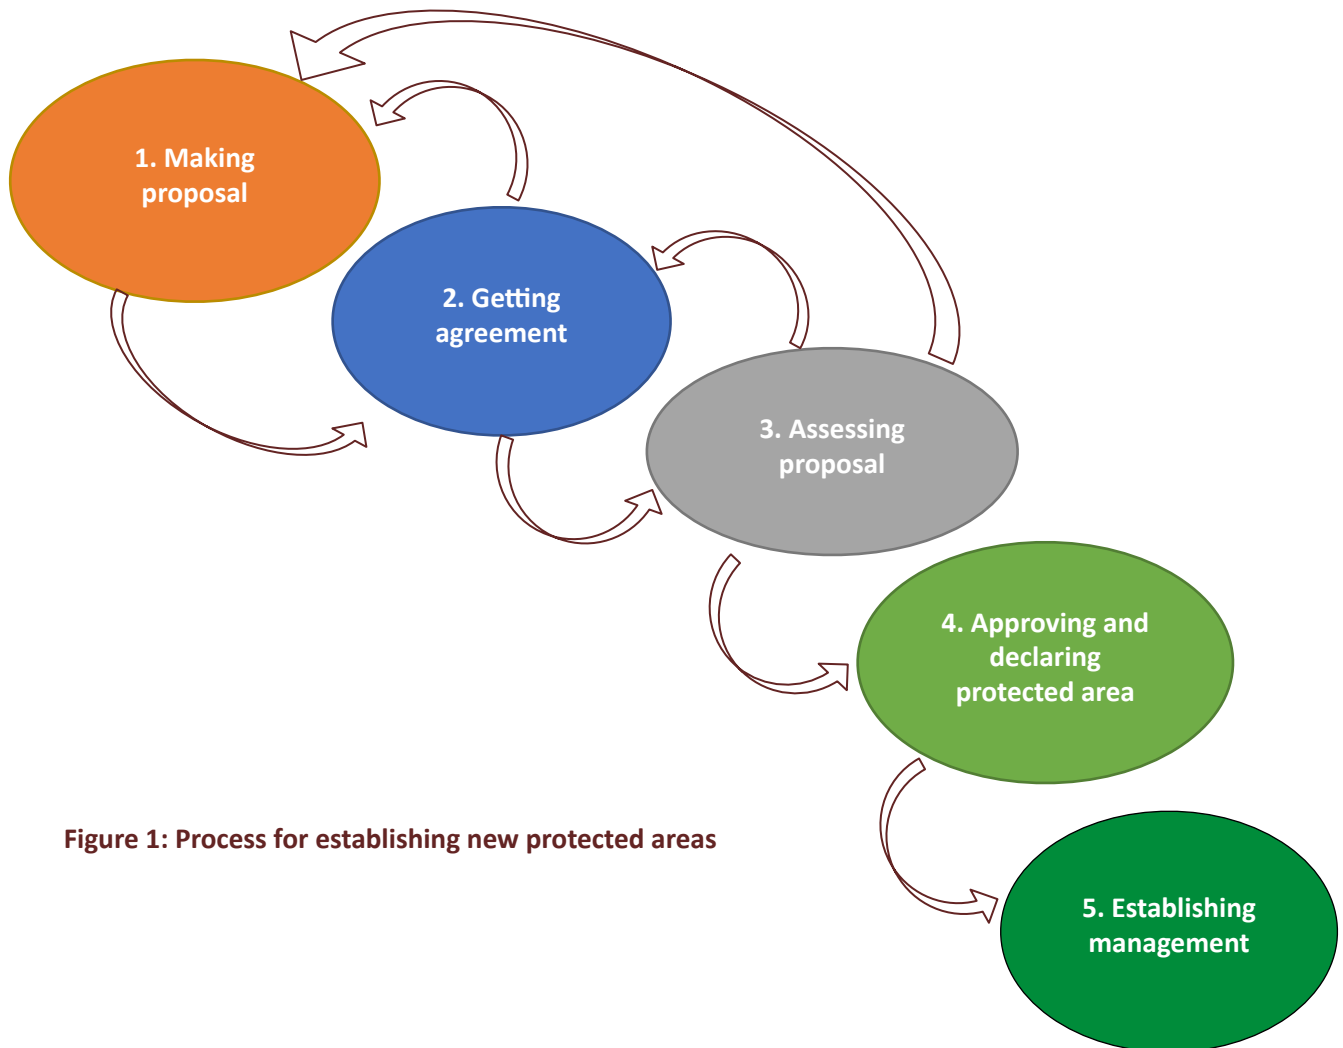 1. Making
proposal
2. Getting
agreement
3. Assessing
proposal
4. Approving and
declaring
protected area
Figure 1: Process for establishing new protected areas
5. Establishing
management